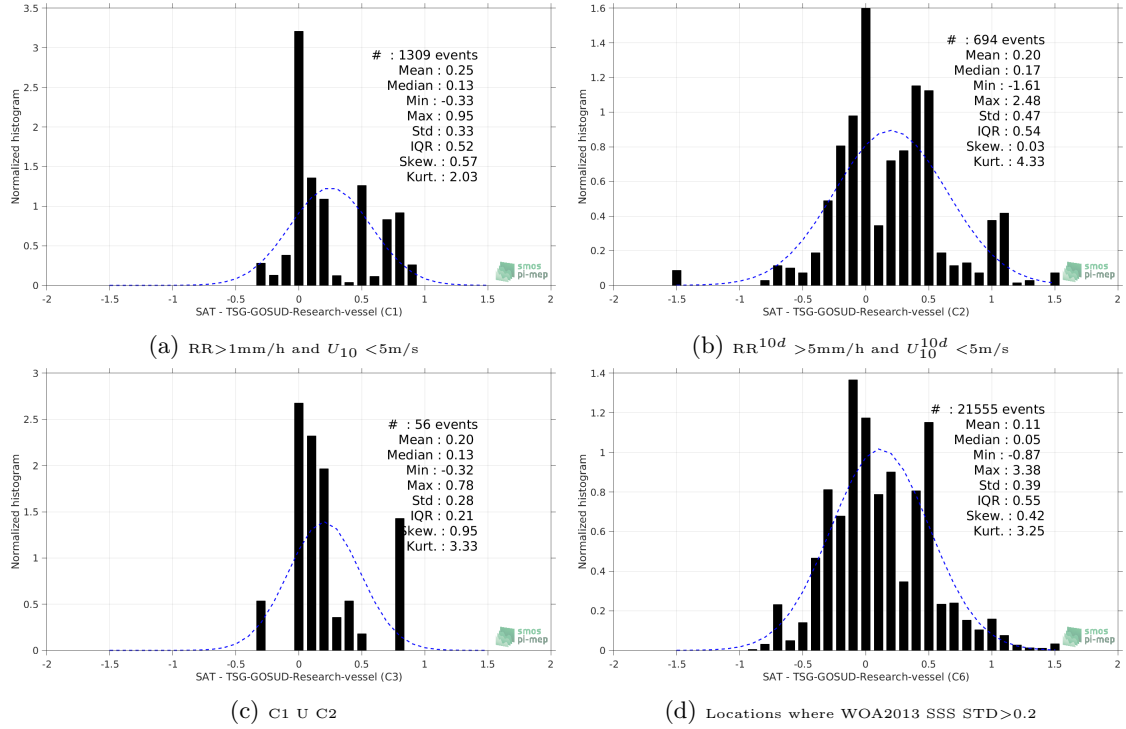 3.5
3
2.5
2
1.5
1
0.5
0
-2
-1.5
-1
-0.5
0
0.5
1
1.5
2
Normalized histogram
SAT - TSG-GOSUD-Research-vessel (C1)
# : 1309 events
Mean : 0.25
Median : 0.13
Min : -0.33
Max : 0.95
Std : 0.33
IQR : 0.52
Skew. : 0.57
Kurt. : 2.03
smos
pi-mep
(a) RR>1mm/h and U10 <5m/s
1.6
1.4
1.2
1
0.8
0.6
0.4
0.2
0
-2
-1.5
-1
-0.5
0
0.5
1
1.5
2
Normalized histogram
SAT - TSG-GOSUD-Research-vessel (C2)
# : 694 events
Mean : 0.20
Median : 0.17
Min : -1.61
Max : 2.48
Std : 0.47
IQR : 0.54
Skew. : 0.03
Kurt. : 4.33
smos
pi-mep
(b) RR10d >5mm/h and U10d10 <5m/s
3
2.5
2
1.5
1
0.5
0
-2
-1.5
-1
-0.5
0
0.5
1
1.5
2
Normalized histogram
SAT - TSG-GOSUD-Research-vessel (C3)
# : 56 events
Mean : 0.20
Median : 0.13
Min : -0.32
Max : 0.78
Std : 0.28
IQR : 0.21
Skew. : 0.95
Kurt. : 3.33
smos
pi-mep
(c) C1 U C2
1.4
1.2
1
0.8
0.6
0.4
0.2
0
-2
-1.5
-1
-0.5
0
0.5
1
1.5
2
Normalized histogram
SAT - TSG-GOSUD-Research-vessel (C6)
# : 21555 events
Mean : 0.11
Median : 0.05
Min : -0.87
Max : 3.38
Std : 0.39
IQR : 0.55
Skew. : 0.42
Kurt. : 3.25
smos
pi-mep
(d) Locations where WOA2013 SSS STD>0.2